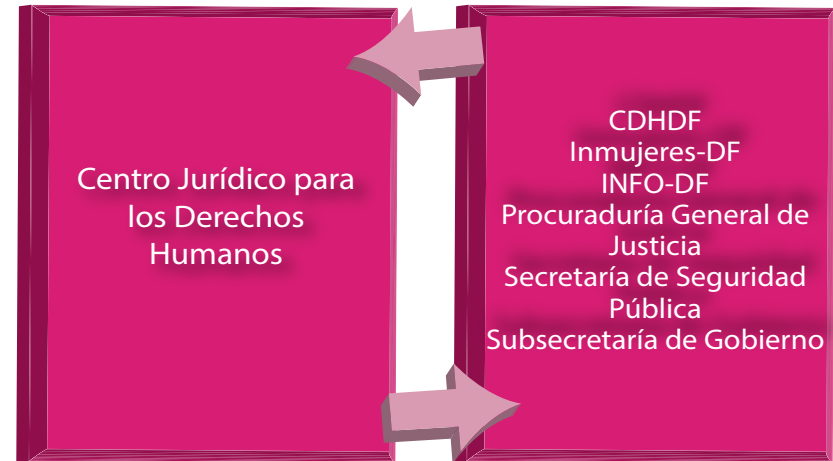 Centro Jurídico para
los Derechos
Humanos
CDHDF
Inmujeres-DF
INFO-DF
Procuraduría General de
Justicia
Secretaría de Seguridad
Pública
Subsecretaría de Gobierno